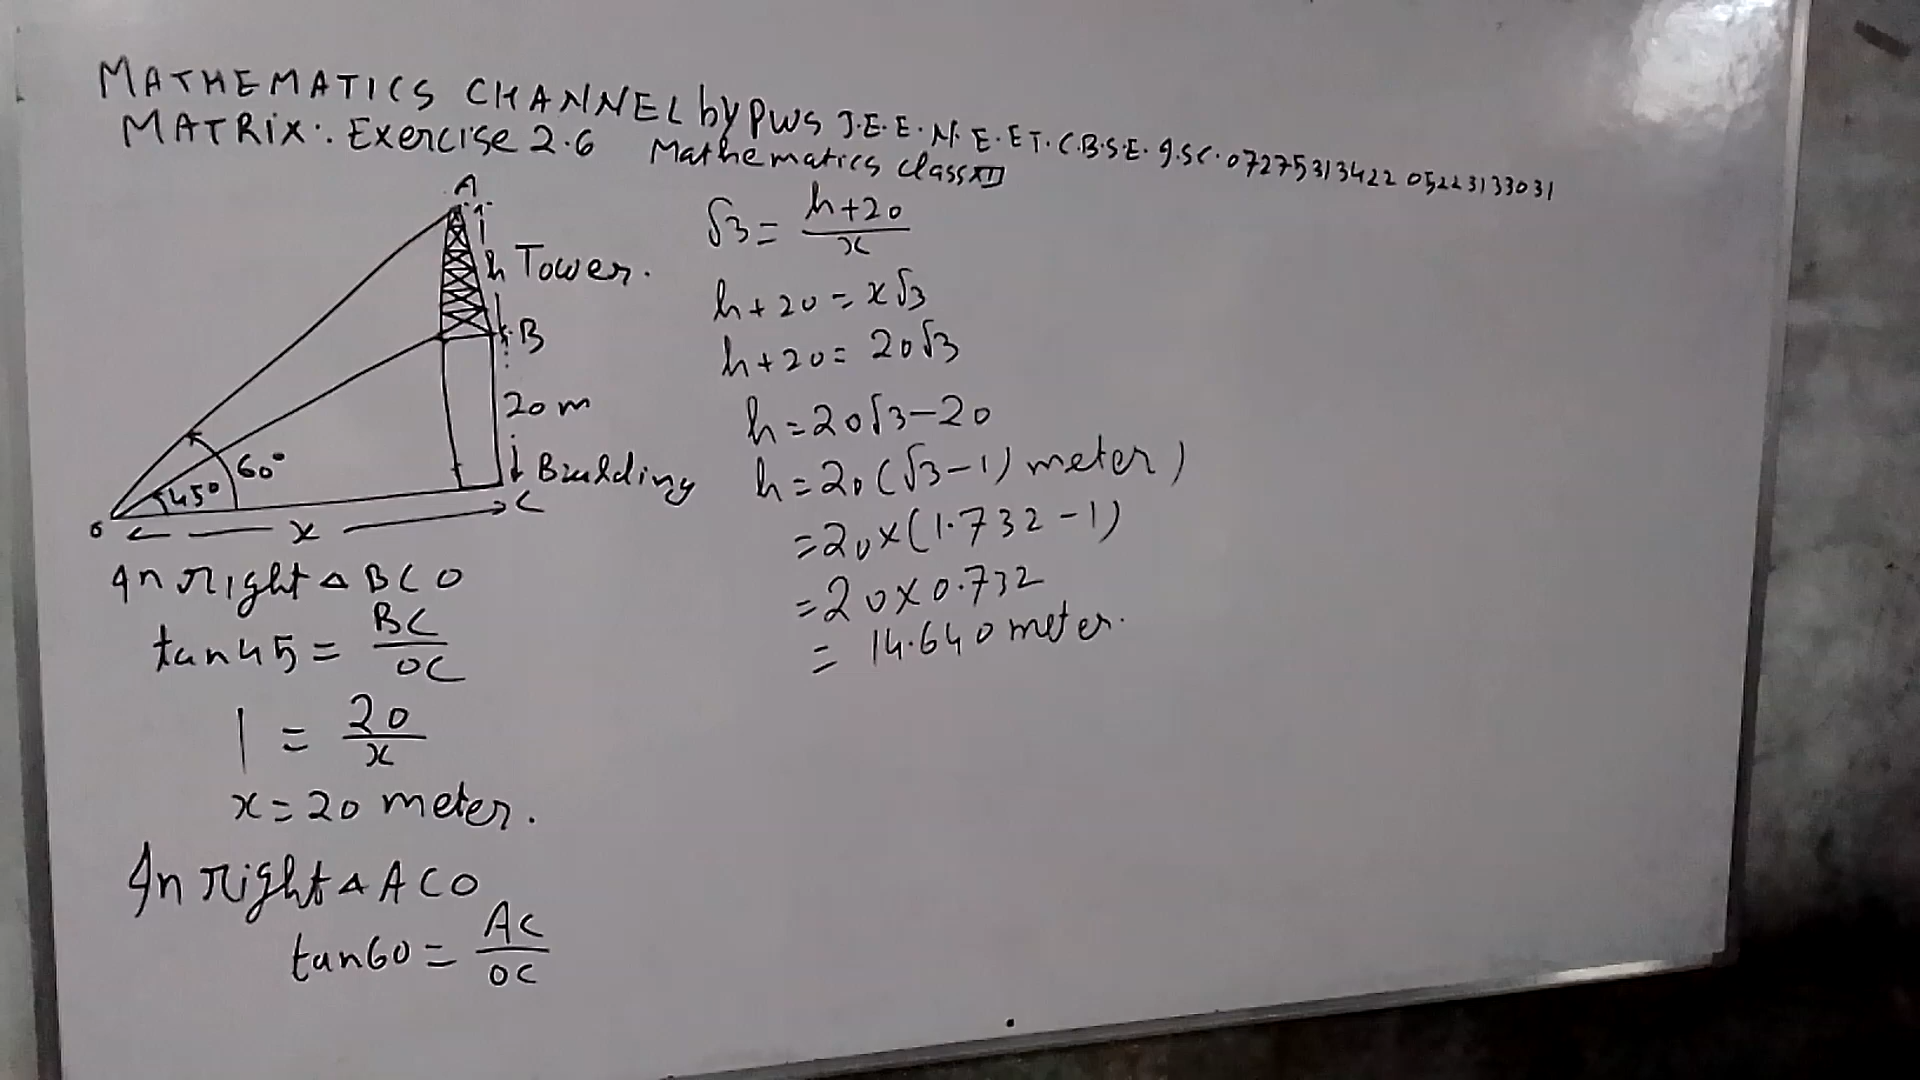 MATHEMATICS CHANNEL by PWS J.E.E. N.E.ET. C.B.S.E. I.SC. 07275313422 05223133031
MATRIX:. Exercise 2.6 Mathematics class XII
A
h Tower.
B
20 m
Building
60°
45°
O
x
C
In right △ BCO
tan45 = BC/OC
1 = 20/x
x = 20 meter.
In right △ ACO
tan60 = AC/OC
√3 = h+20/x
h+20 = x√3
h+20 = 20√3
h = 20√3-20
h = 20(√3-1) meter)
= 20×(1.732-1)
= 20×0.732
= 14.640 meter.